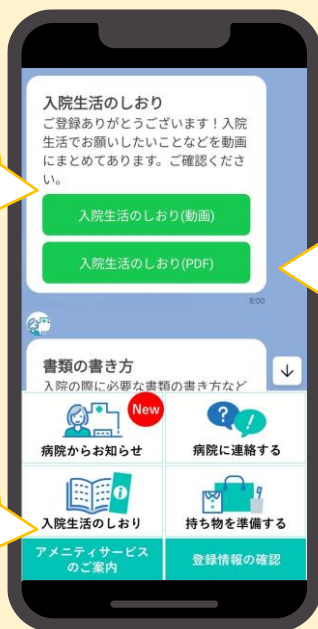 入院生活のしおり
ご登録ありがとうござ います！入院
生活でお願いしたいことなどを動画
にまとめてあります。ご確認くださ
い。
入院生活のしおり(動画)
入院生活のしおり(PDF)
8:00
書類の書き方
入院の際に必要な書類の書き方など
New
病院からお知らせ
病院に連絡する
入院生活のしおり
持ち物を準備する
アメニティサービス
のご案内
登録情報の確認